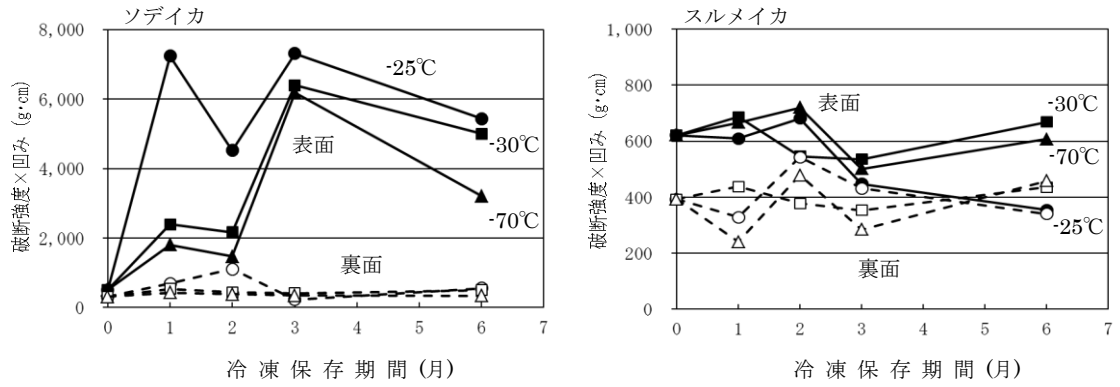 ソデイカ
8,000
6,000
4,000
2,000
0
破断強度×凹み (g･cm)
-25℃
-30℃
-70℃
表面
裏面
0 1 2 3 4 5 6 7
冷 凍 保 存 期 間 (月)
スルメイカ
1,000
800
600
400
200
0
破断強度×凹み (g･cm)
表面
-30℃
-70℃
-25℃
裏面
0 1 2 3 4 5 6 7
冷 凍 保 存 期 間 (月)